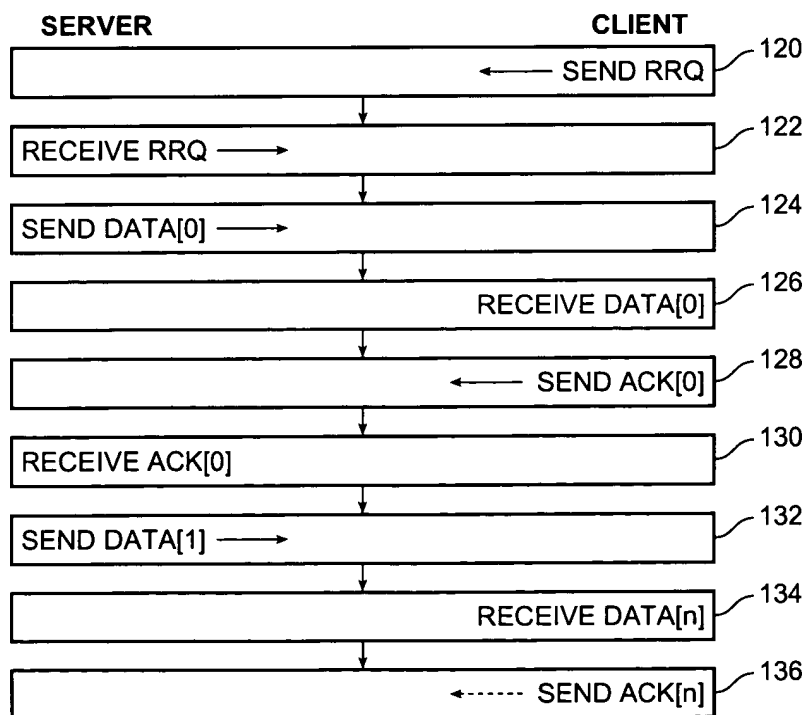 SERVER CLIENT
SEND RRQ 120
RECEIVE RRQ 122
SEND DATA[0] 124
RECEIVE DATA[0] 126
SEND ACK[0] 128
RECEIVE ACK[0] 130
SEND DATA[1] 132
RECEIVE DATA[n] 134
SEND ACK[n] 136